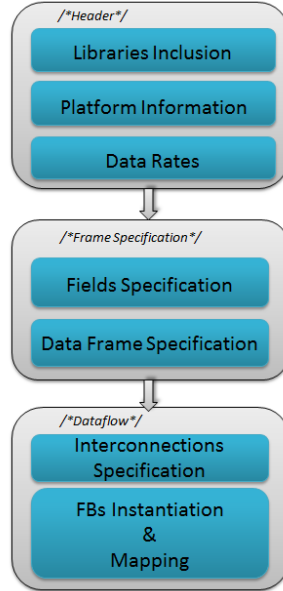 /*Header*/
Libraries Inclusion
Platform Information
Data Rates
/*Frame Specification*/
Fields Specification
Data Frame Specification
/*Dataflow*/
Interconnections
Specification
FBs Instantiation
&
Mapping